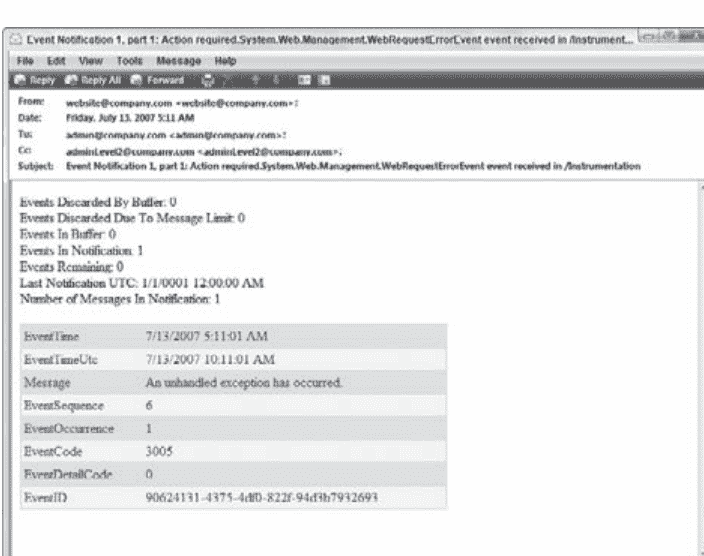 Event Notification 1, part 1: Action required.System.Web.Management.WebRequestErrorEvent event received in /Instrument...
File Edit View Tools Message Help
Reply Reply All Forward
From: website@company.com <website@company.com>;
Date: Friday, July 13, 2007 5:11 AM
To: admin@company.com <admin@company.com>;
Cc: adminLevel2@company.com <adminLevel2@company.com>;
Subject: Event Notification 1, part 1: Action required.System.Web.Management.WebRequestErrorEvent event received in /Instrumentation
Events Discarded By Buffer: 0
Events Discarded Due To Message Limit: 0
Events In Buffer: 0
Events In Notification: 1
Events Remaining: 0
Last Notification UTC: 1/1/0001 12:00:00 AM
Number of Messages In Notification: 1
EventTime 7/13/2007 5:11:01 AM
EventTimeUtc 7/13/2007 10:11:01 AM
Message An unhandled exception has occurred.
EventSequence 6
EventOccurrence 1
EventCode 3005
EventDetailCode 0
EventID 90624131-4375-4df0-822f-94d3b7932693